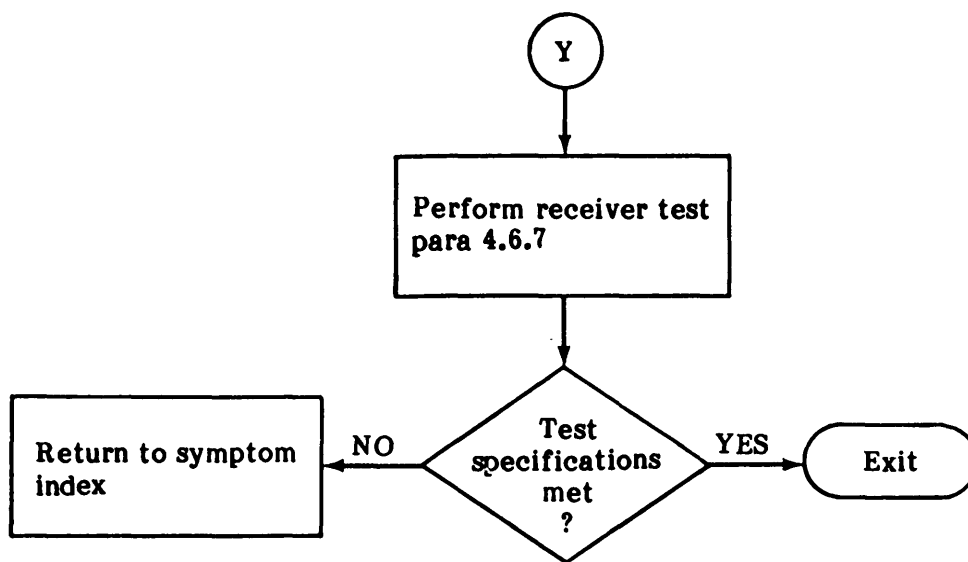 Y
Perform receiver test
para 4.6.7
Test
specifications
met
?
NO
Return to symptom
index
YES
Exit